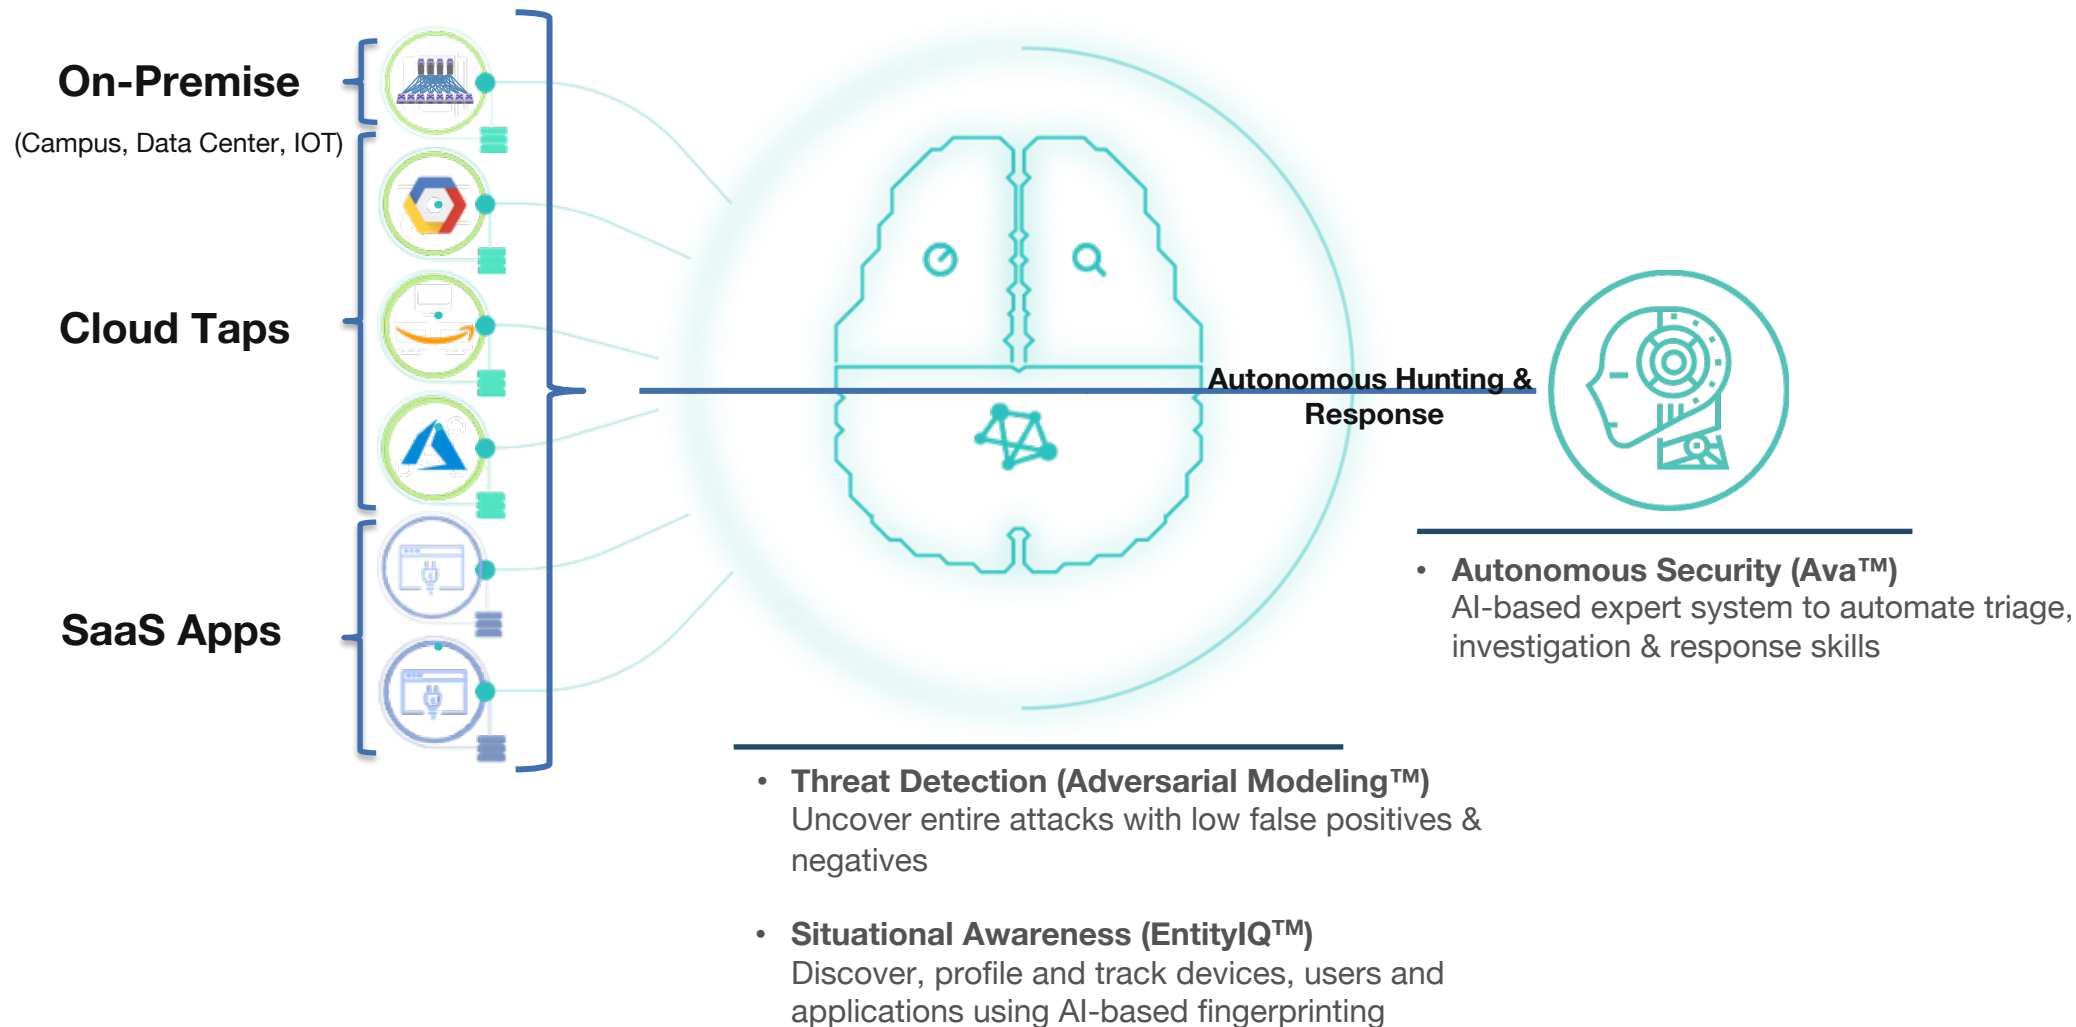 On-Premise
(Campus, Data Center, IOT)
Cloud Taps
SaaS Apps
Autonomous Hunting &
Response
• Autonomous Security (Ava™)
AI-based expert system to automate triage,
investigation & response skills
• Threat Detection (Adversarial Modeling™)
Uncover entire attacks with low false positives &
negatives
• Situational Awareness (EntityIQ™)
Discover, profile and track devices, users and
applications using AI-based fingerprinting